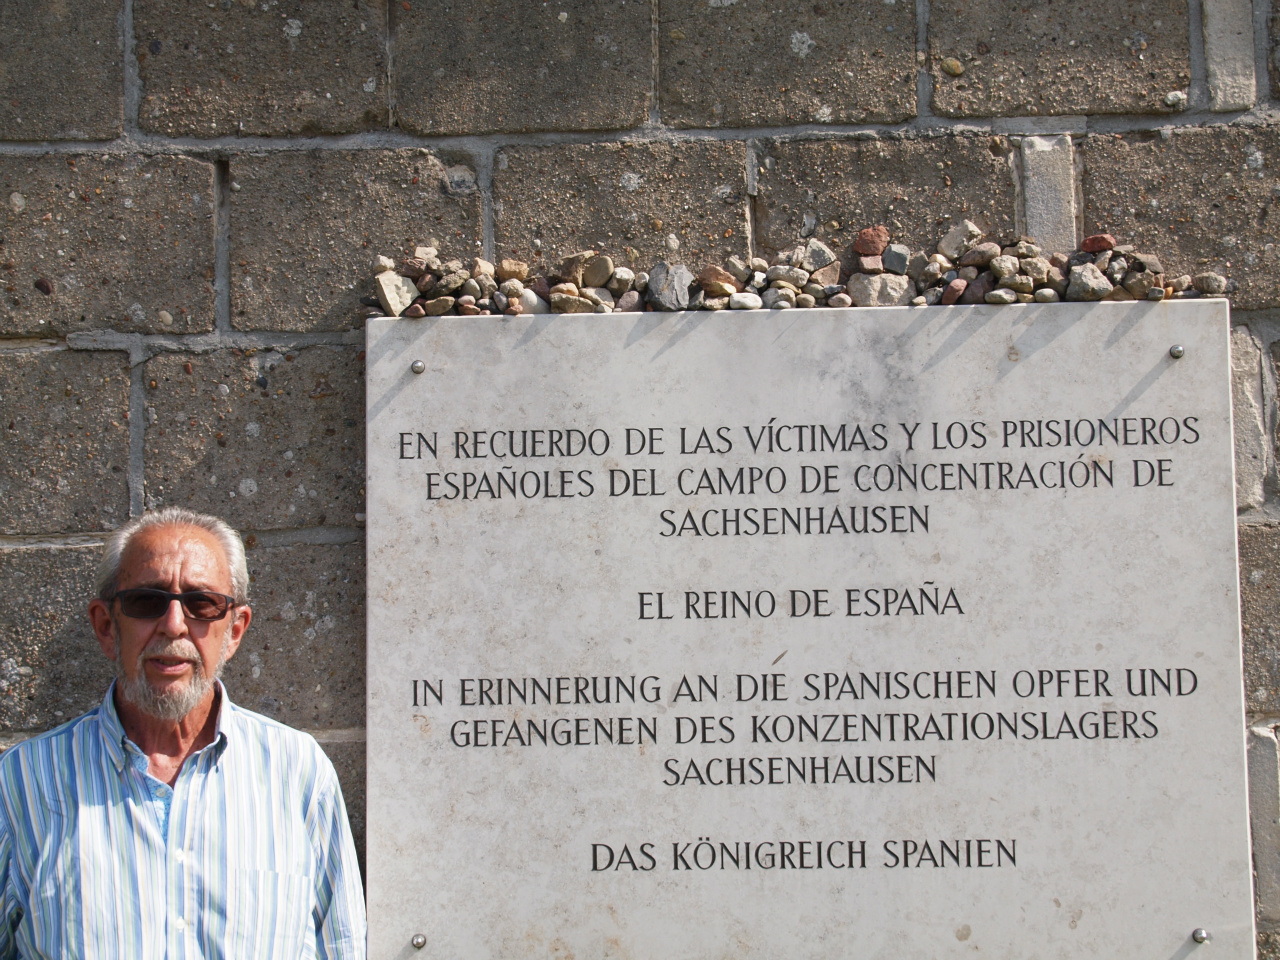 EN RECUERDO DE LAS VÍCTIMAS Y LOS PRISIONEROS
ESPAÑOLES DEL CAMPO DE CONCENTRACIÓN DE
SACHSENHAUSEN
EL REINO DE ESPAÑA
IN ERINNERUNG AN DIE SPANISCHEN OPFER UND
GEFANGENEN DES KONZENTRATIONSLAGERS
SACHSENHAUSEN
DAS KÖNIGREICH SPANIEN